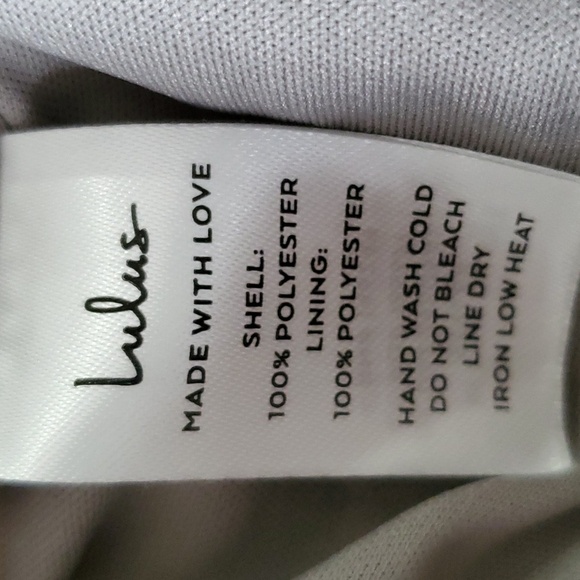 Lulus
MADE WITH LOVE
SHELL:
100% POLYESTER
LINING:
100% POLYESTER
HAND WASH COLD
DO NOT BLEACH
LINE DRY
IRON LOW HEAT